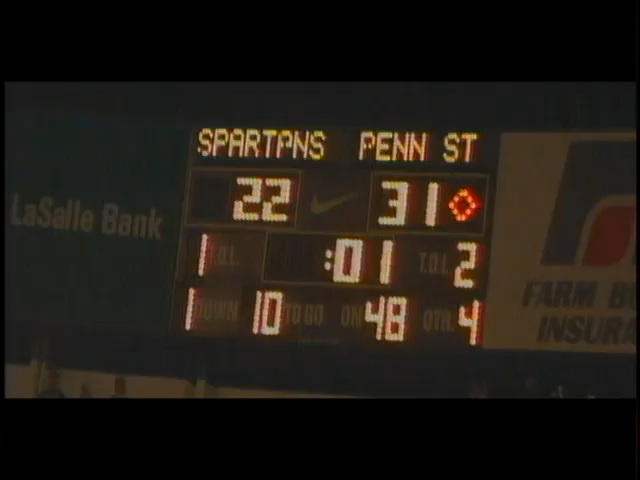 SPARTANS PENN ST
22 31
LaSalle Bank
1 T.O.L. :01 T.O.L 2
1 DOWN 10 TO GO ON 48 QTR 4
FARM
INSURA